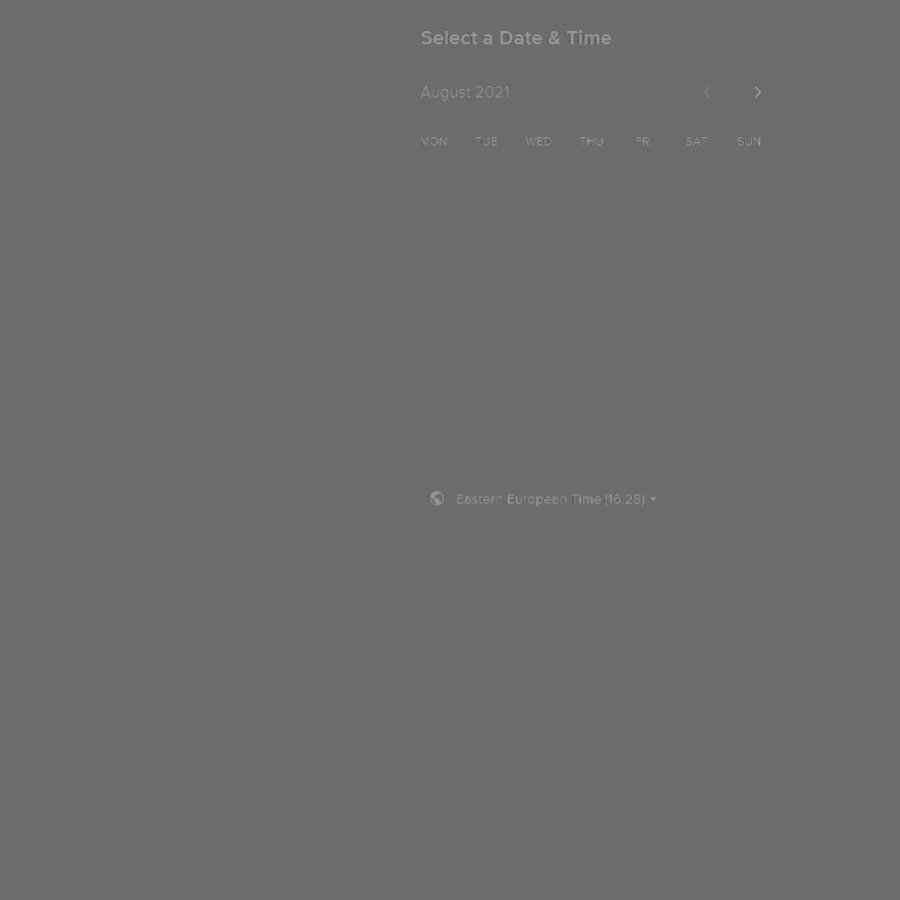 Select a Date & Time
August 2021
MON TUE WED THU FRI SAT SUN
Eastern European Time (16:28)